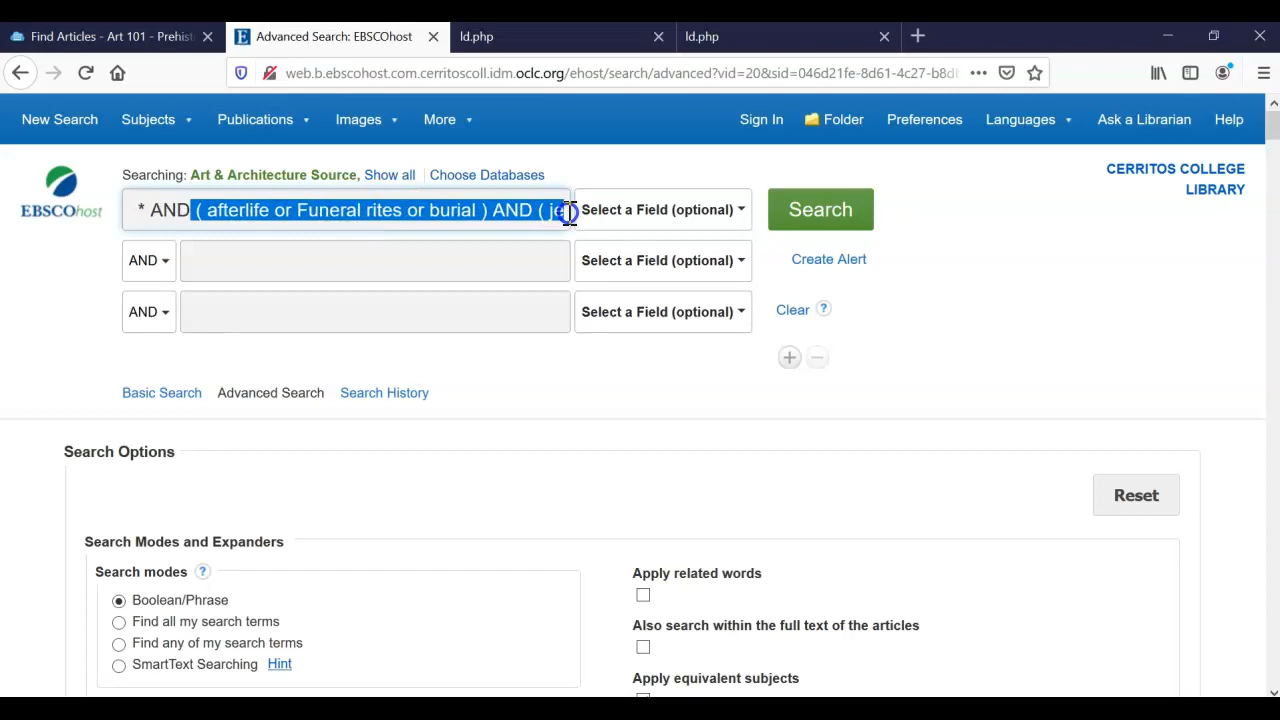 Find Articles - Art 101 - Prehist
Advanced Search: EBSCOhost
ld.php
ld.php
web.b.ebscohost.com.cerritoscoll.idm.oclc.org/ehost/search/advanced?vid=20&sid=046d21fe-8d61-4c27-b8db
New Search Subjects Publications Images More Sign In Folder Preferences Languages Ask a Librarian Help
Searching: Art & Architecture Source, Show all Choose Databases
CERRITOS COLLEGE
LIBRARY
EBSCOhost
* AND ( afterlife or Funeral rites or burial ) AND ( je
Select a Field (optional)
Search
AND
Select a Field (optional)
Create Alert
AND
Select a Field (optional)
Clear ?
Basic Search Advanced Search Search History
Search Options
Reset
Search Modes and Expanders
Search modes ?
Boolean/Phrase
Find all my search terms
Find any of my search terms
SmartText Searching Hint
Apply related words
Also search within the full text of the articles
Apply equivalent subjects